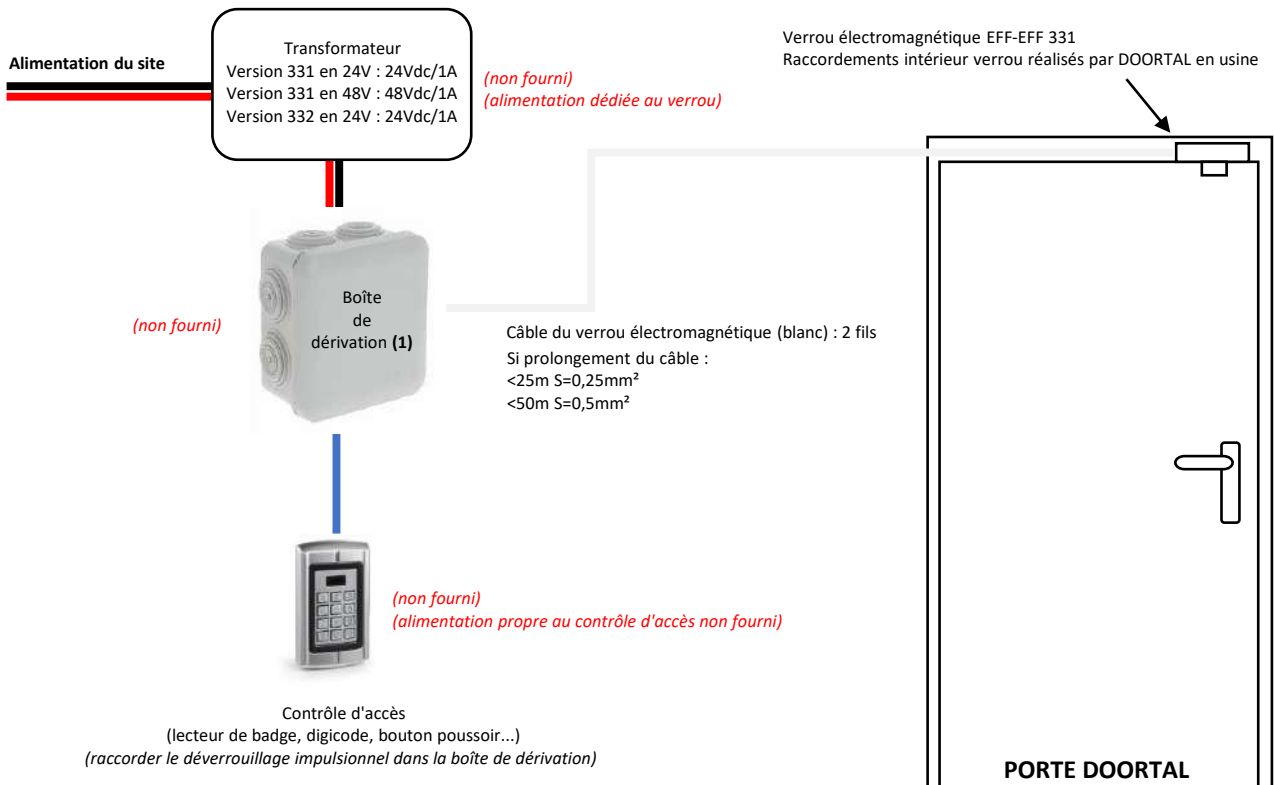 Alimentation du site
Transformateur
Version 331 en 24V : 24Vdc/1A
Version 331 en 48V : 48Vdc/1A
Version 332 en 24V : 24Vdc/1A
(non fourni)
(alimentation dédiée au verrou)
Verrou électromagnétique EFF-EFF 331
Raccordements intérieur verrou réalisés par DOORTAL en usine
(non fourni)
Boîte
de
dérivation (1)
Câble du verrou électromagnétique (blanc) : 2 fils
Si prolongement du câble :
<25m S=0,25mm²
<50m S=0,5mm²
(non fourni)
(alimentation propre au contrôle d'accès non fourni)
Contrôle d'accès
(lecteur de badge, digicode, bouton poussoir...)
(raccorder le déverrouillage impulsionnel dans la boîte de dérivation)
PORTE DOORTAL